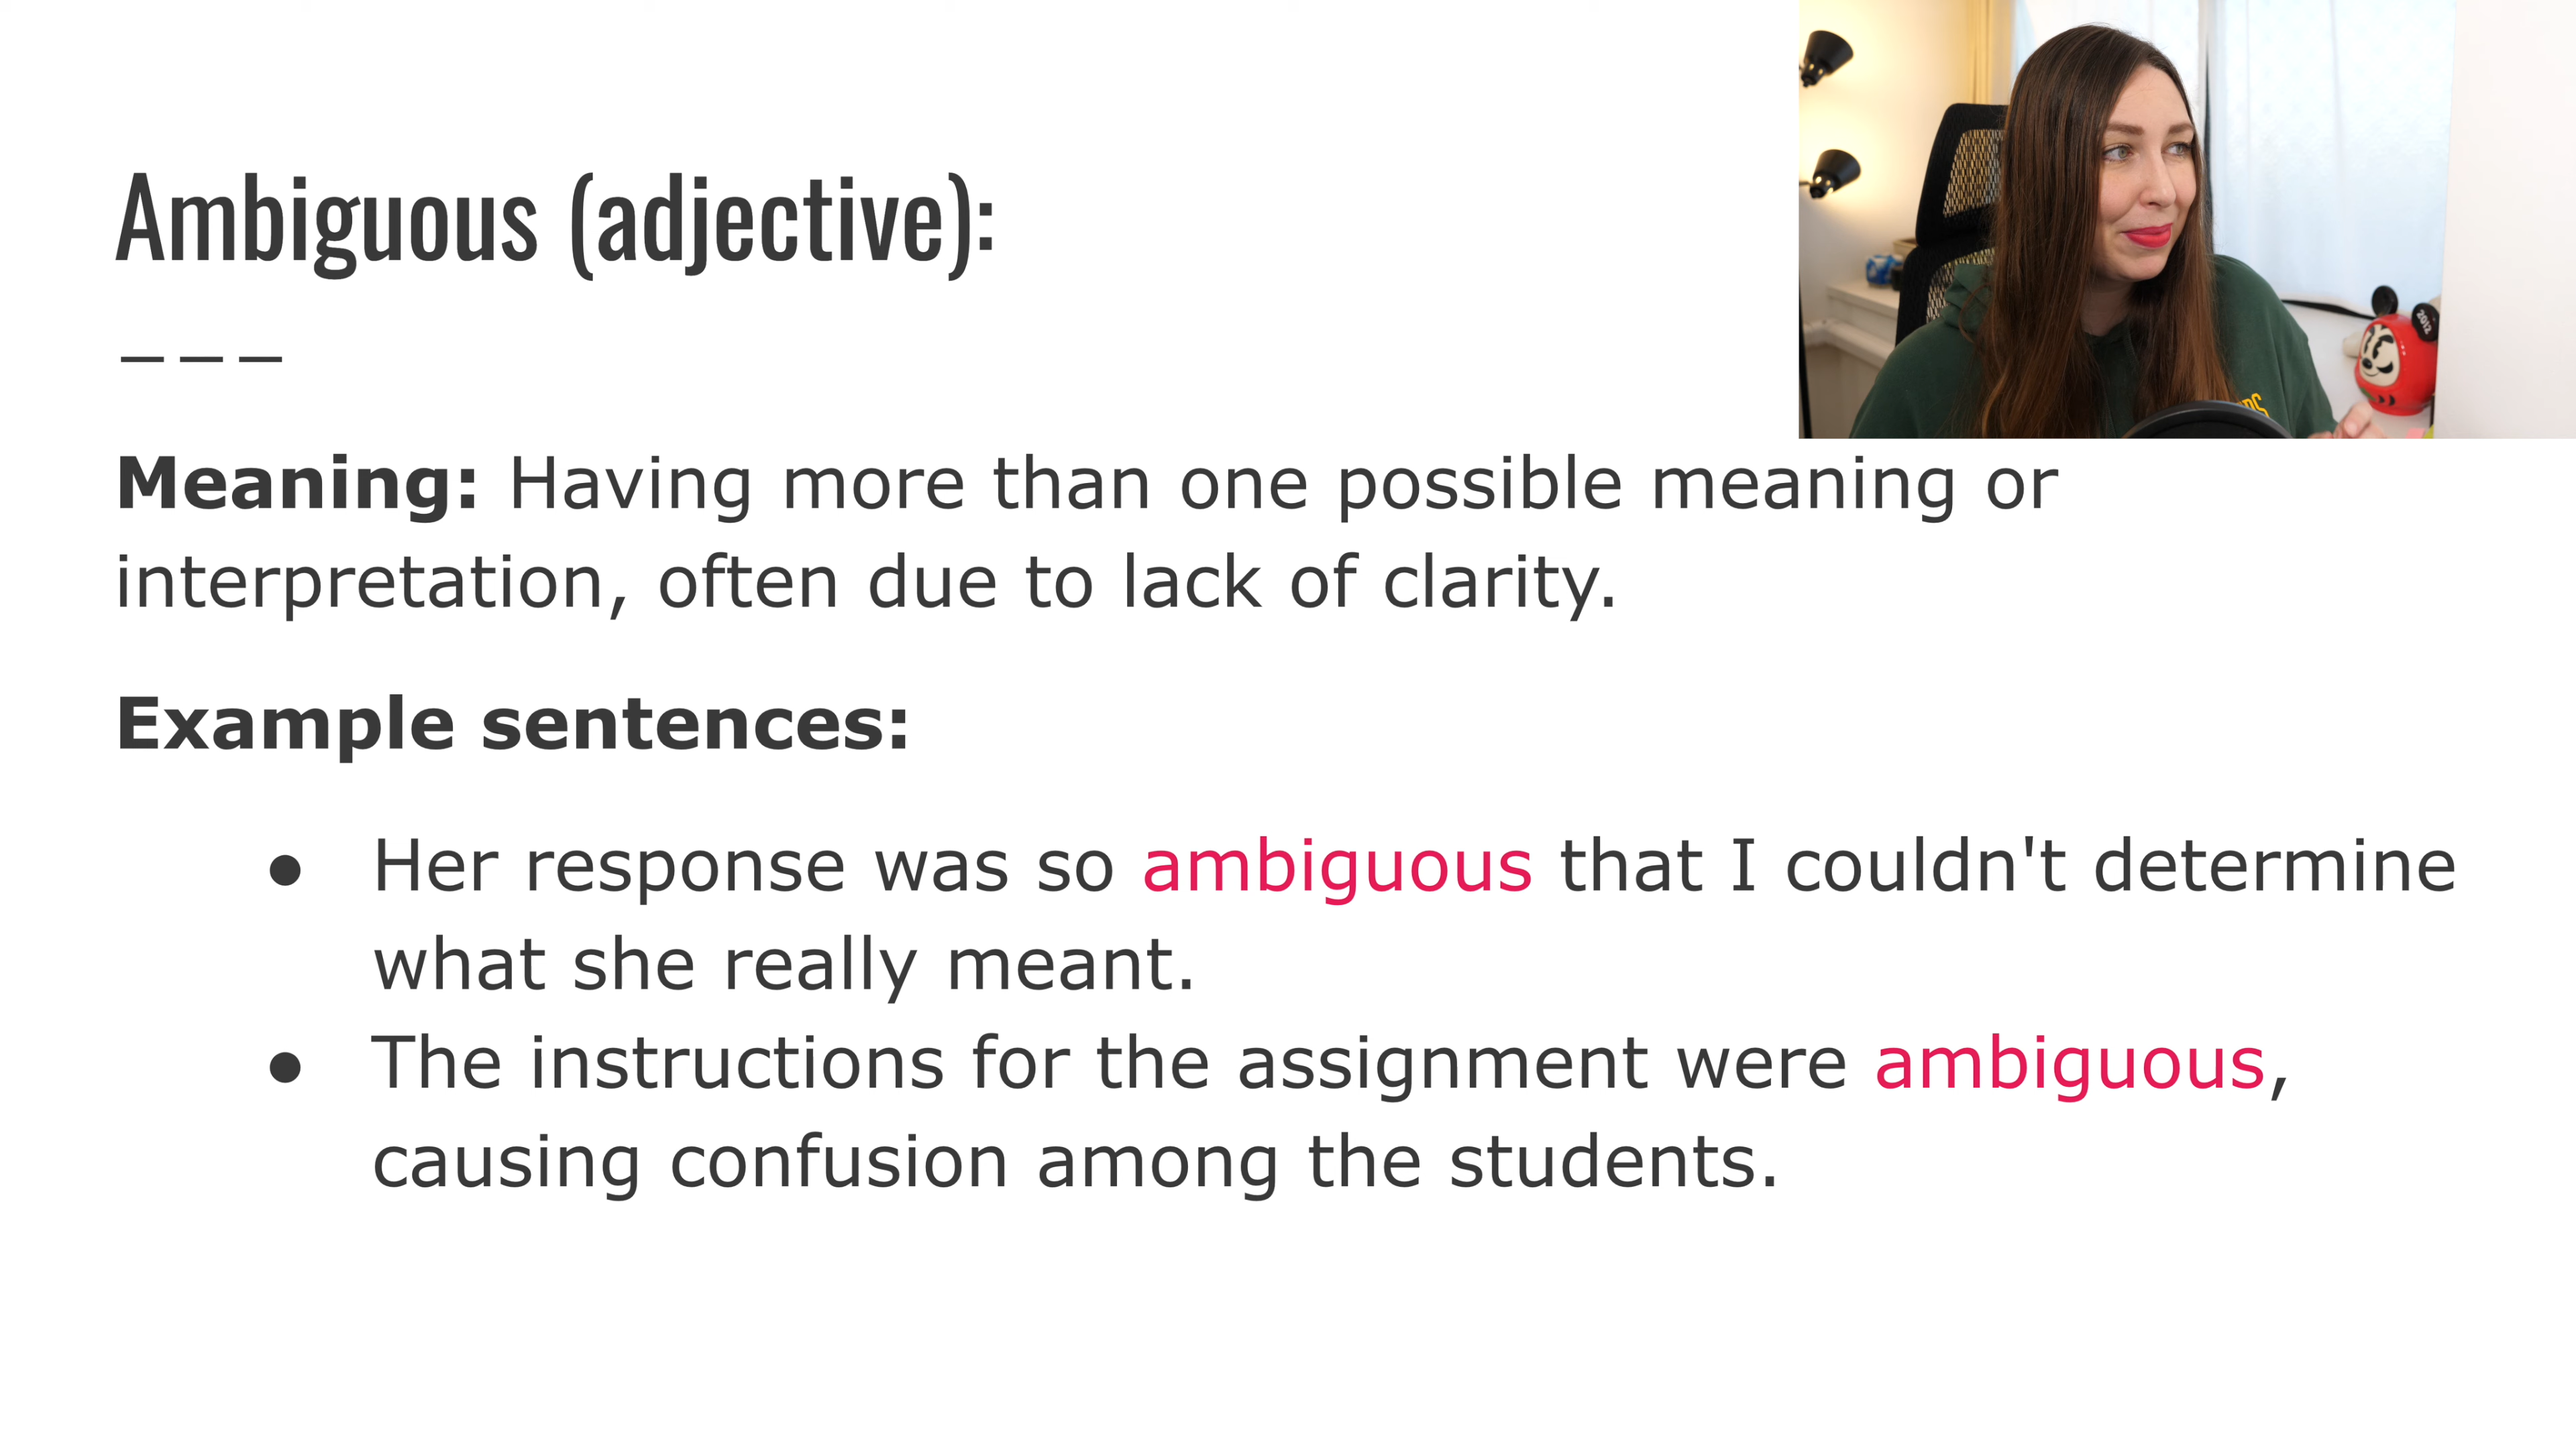 Ambiguous (adjective):
Meaning: Having more than one possible meaning or
interpretation, often due to lack of clarity.
Example sentences:
● Her response was so ambiguous that I couldn't determine
what she really meant.
● The instructions for the assignment were ambiguous,
causing confusion among the students.
2012